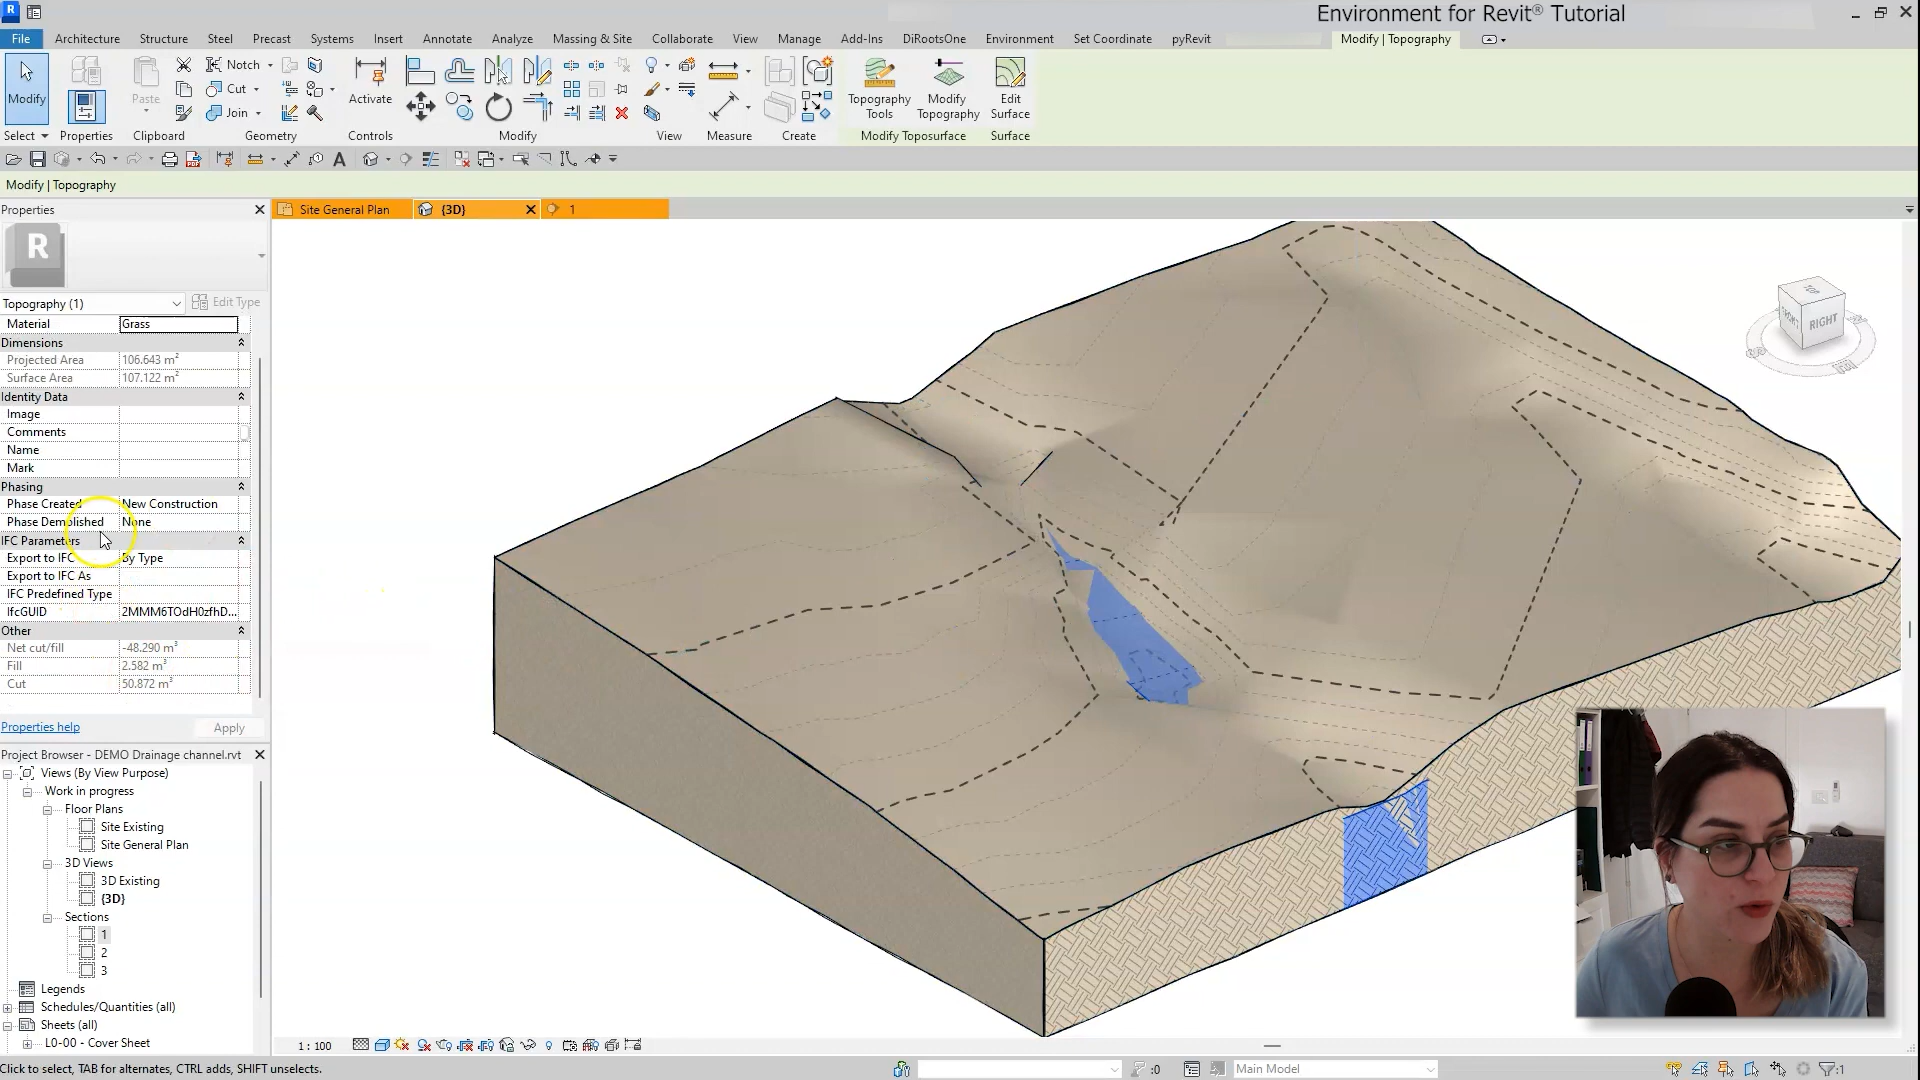 Environment for Revit® Tutorial
File Architecture Structure Steel Precast Systems Insert Annotate Analyze Massing & Site Collaborate View Manage Add-Ins DiRootsOne Environment Set Coordinate pyRevit Modify | Topography
Modify Paste Notch Cut Join Activate Topography Tools Modify Topography Edit Surface
Select Properties Clipboard Geometry Controls Modify View Measure Create Modify Toposurface Surface
Modify | Topography
Properties
Site General Plan {3D} 1
R
Topography (1) Edit Type
Material Grass
Dimensions
Projected Area 106.643 m²
Surface Area 107.122 m²
Identity Data
Image
Comments
Name
Mark
Phasing
Phase Created New Construction
Phase Demolished None
IFC Parameters
Export to IFC By Type
Export to IFC As
IFC Predefined Type
IfcGUID 2MMM6TOdH0zfhD...
Other
Net cut/fill -48.290 m³
Fill 2.582 m³
Cut 50.872 m³
Properties help Apply
Project Browser - DEMO Drainage channel.rvt
Views (By View Purpose)
Work in progress
Floor Plans
Site Existing
Site General Plan
3D Views
3D Existing
{3D}
Sections
1
2
3
Legends
Schedules/Quantities (all)
Sheets (all)
L0-00 - Cover Sheet
TOP
FRONT RIGHT
1 : 100
Click to select, TAB for alternates, CTRL adds, SHIFT unselects. :0 Main Model :1